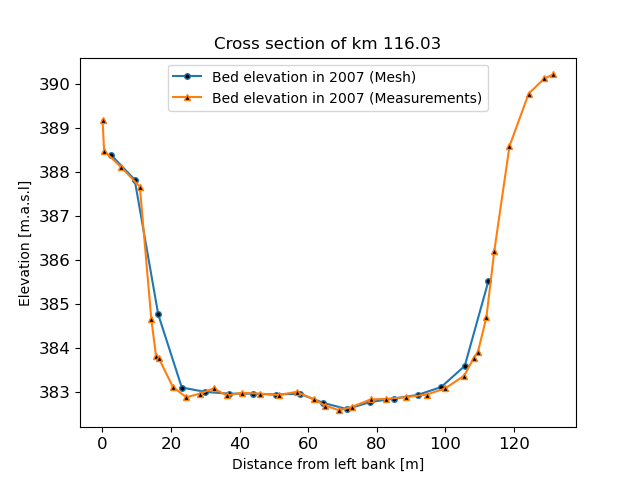 Cross section of km 116.03
Bed elevation in 2007 (Mesh)
Bed elevation in 2007 (Measurements)
Elevation [m.a.s.l]
390
389
388
387
386
385
384
383
0 20 40 60 80 100 120
Distance from left bank [m]